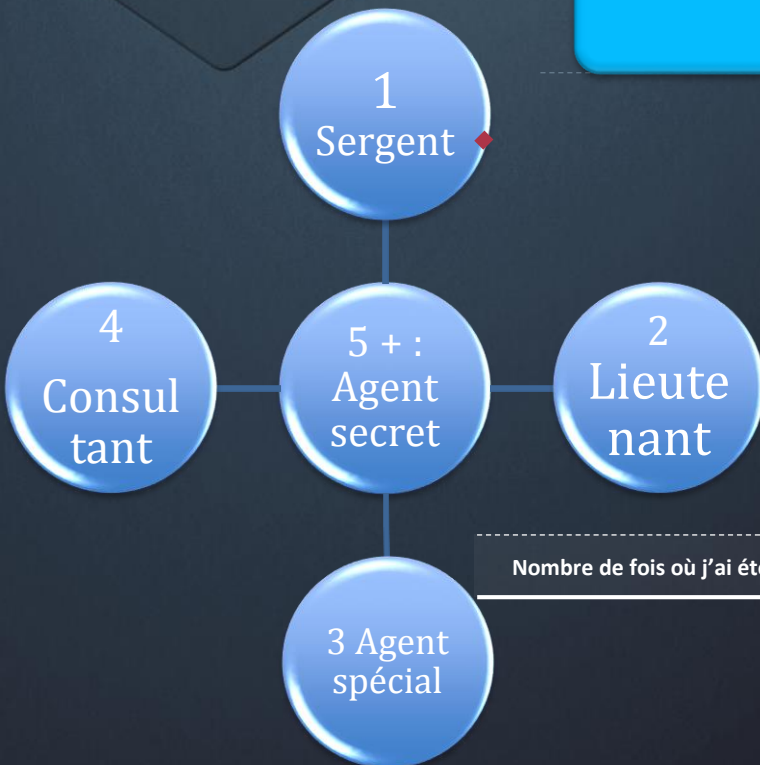 1
Sergent
4
Consul
tant
5 + :
Agent
secret
2
Lieute
nant
Nombre de fois où j’ai été
3 Agent
spécial